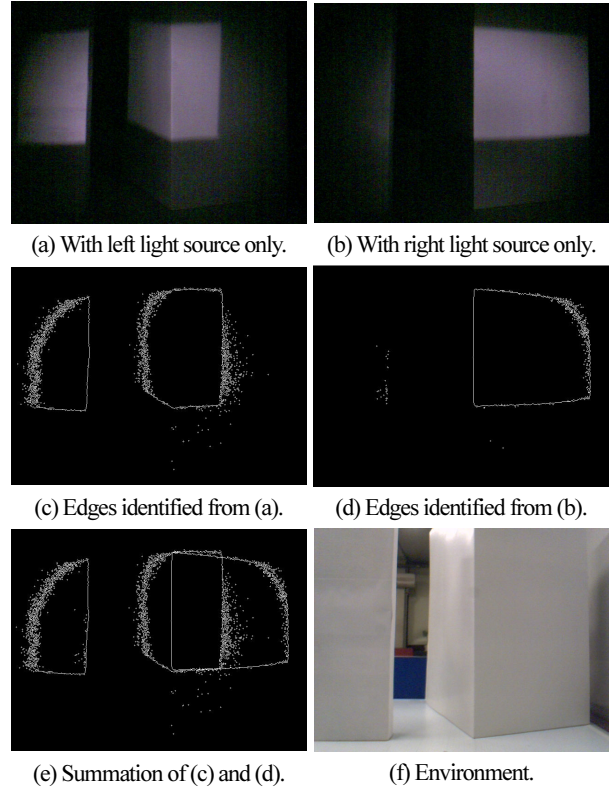 (a) With left light source only.
(b) With right light source only.
(c) Edges identified from (a).
(d) Edges identified from (b).
(e) Summation of (c) and (d).
(f) Environment.